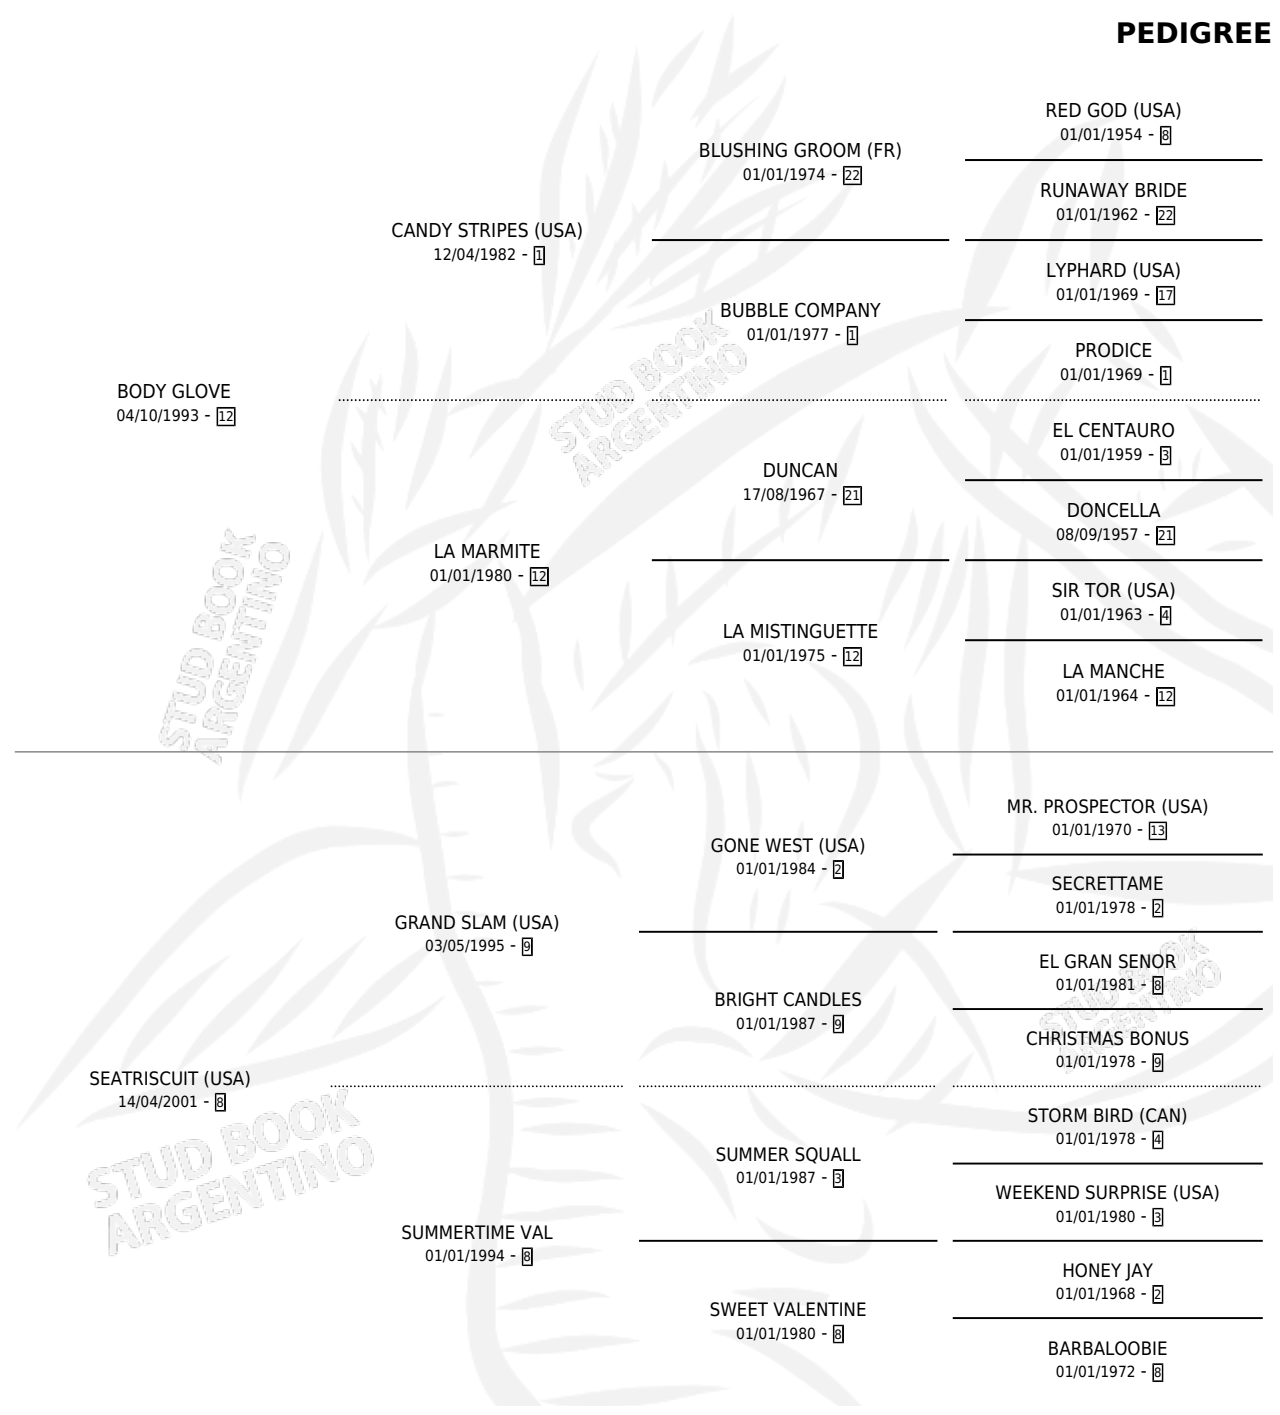 PEDIGREE
RED GOD (USA)
01/01/1954 - 8
BLUSHING GROOM (FR)
01/01/1974 - 22
RUNAWAY BRIDE
01/01/1962 - 22
CANDY STRIPES (USA)
12/04/1982 - 1
LYPHARD (USA)
01/01/1969 - 17
BUBBLE COMPANY
01/01/1977 - 1
PRODICE
01/01/1969 - 1
BODY GLOVE
04/10/1993 - 12
EL CENTAURO
01/01/1959 - 3
DUNCAN
17/08/1967 - 21
DONCELLA
08/09/1957 - 21
LA MARMITE
01/01/1980 - 12
SIR TOR (USA)
01/01/1963 - 4
LA MISTINGUETTE
01/01/1975 - 12
LA MANCHE
01/01/1964 - 12
MR. PROSPECTOR (USA)
01/01/1970 - 13
GONE WEST (USA)
01/01/1984 - 2
SECRETTAME
01/01/1978 - 2
GRAND SLAM (USA)
03/05/1995 - 9
EL GRAN SENOR
01/01/1981 - 8
BRIGHT CANDLES
01/01/1987 - 9
CHRISTMAS BONUS
01/01/1978 - 9
SEATRISCUIT (USA)
14/04/2001 - 8
STORM BIRD (CAN)
01/01/1978 - 4
SUMMER SQUALL
01/01/1987 - 3
WEEKEND SURPRISE (USA)
01/01/1980 - 3
SUMMERTIME VAL
01/01/1994 - 8
HONEY JAY
01/01/1968 - 2
SWEET VALENTINE
01/01/1980 - 8
BARBALOOBIE
01/01/1972 - 8
STUD BOOK
ARGENTINO
STUD BOOK
ARGENTINO
STUD BOOK
ARGENTINO
STUD BOOK
ARGENTINO